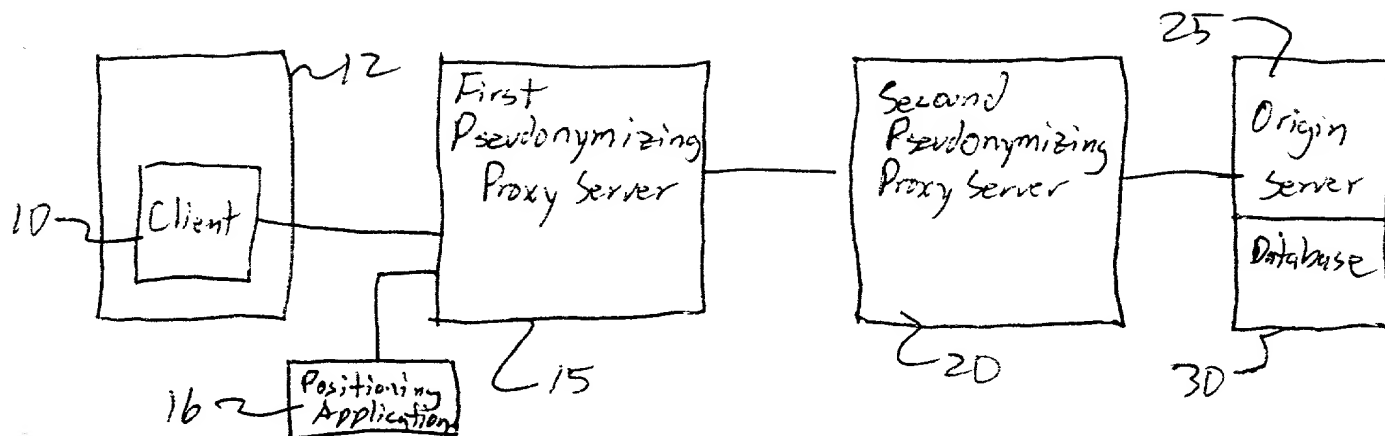 12
10
Client
First
Pseudonymizing
Proxy Server
16
Positioning
Application
15
Second
Pseudonymizing
Proxy Server
20
25
Origin
Server
Database
30